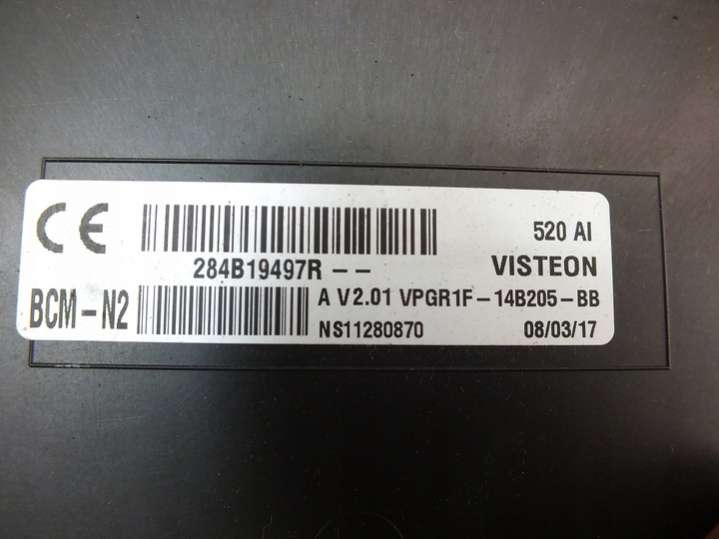 CE 520 AI
284B19497R -- VISTEON
BCM-N2 A V2.01 VPGR1F-14B205-BB
NS11280870 08/03/17